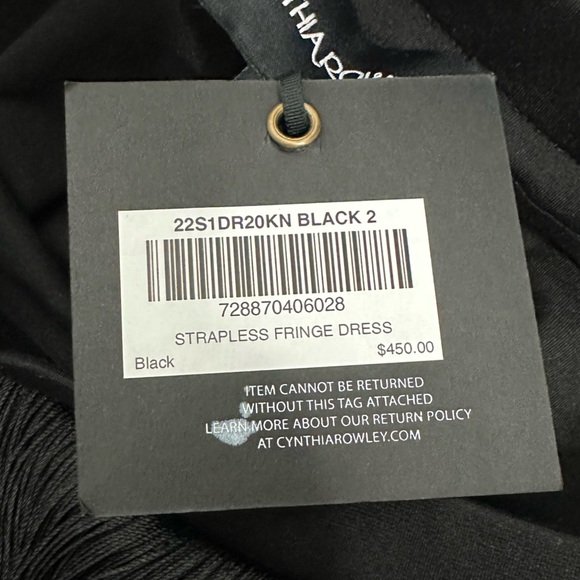 22S1DR20KN BLACK 2
728870406028
STRAPLESS FRINGE DRESS
Black $450.00
ITEM CANNOT BE RETURNED
WITHOUT THIS TAG ATTACHED
LEARN MORE ABOUT OUR RETURN POLICY
AT CYNTHIAROWLEY.COM